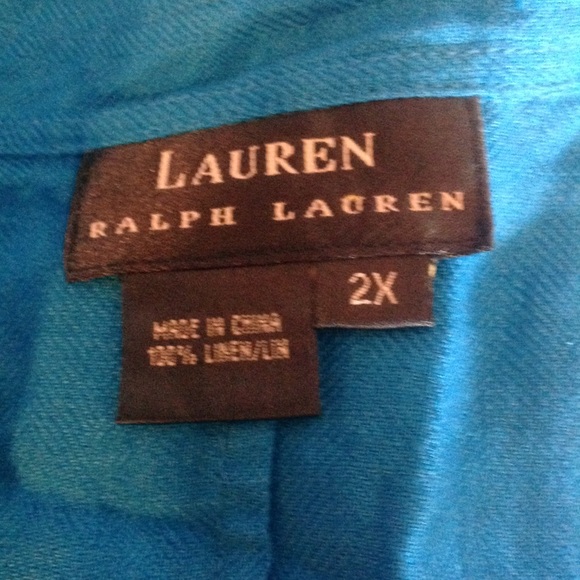 LAUREN
RALPH LAUREN
2X
MADE IN CHINA
100% LINEN/LIN